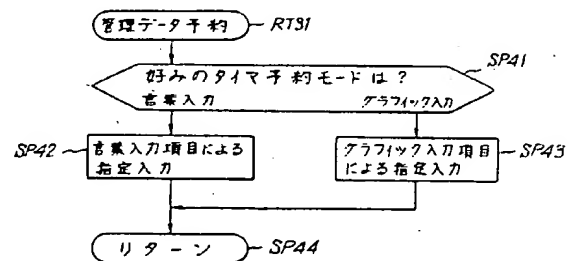 管理データ予約 RT31
好みのタイマ予約モードは? SP41
言葉入力 グラフィック入力
SP42 言葉入力項目による指定入力
グラフィック入力項目による指定入力 SP43
リターン SP44